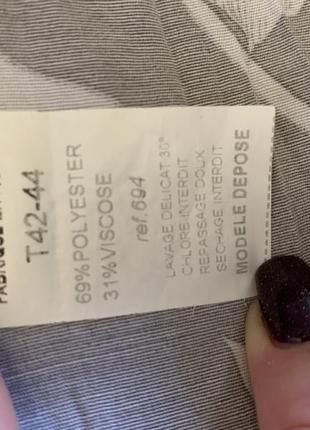 T42-44
69%POLYESTER
31%VISCOSE
ref.694
LAVAGE DELICAT 30°
CHLORE INTERDIT
REPASSAGE DOUX
SECHAGE INTERDIT
MODELE DEPOSE